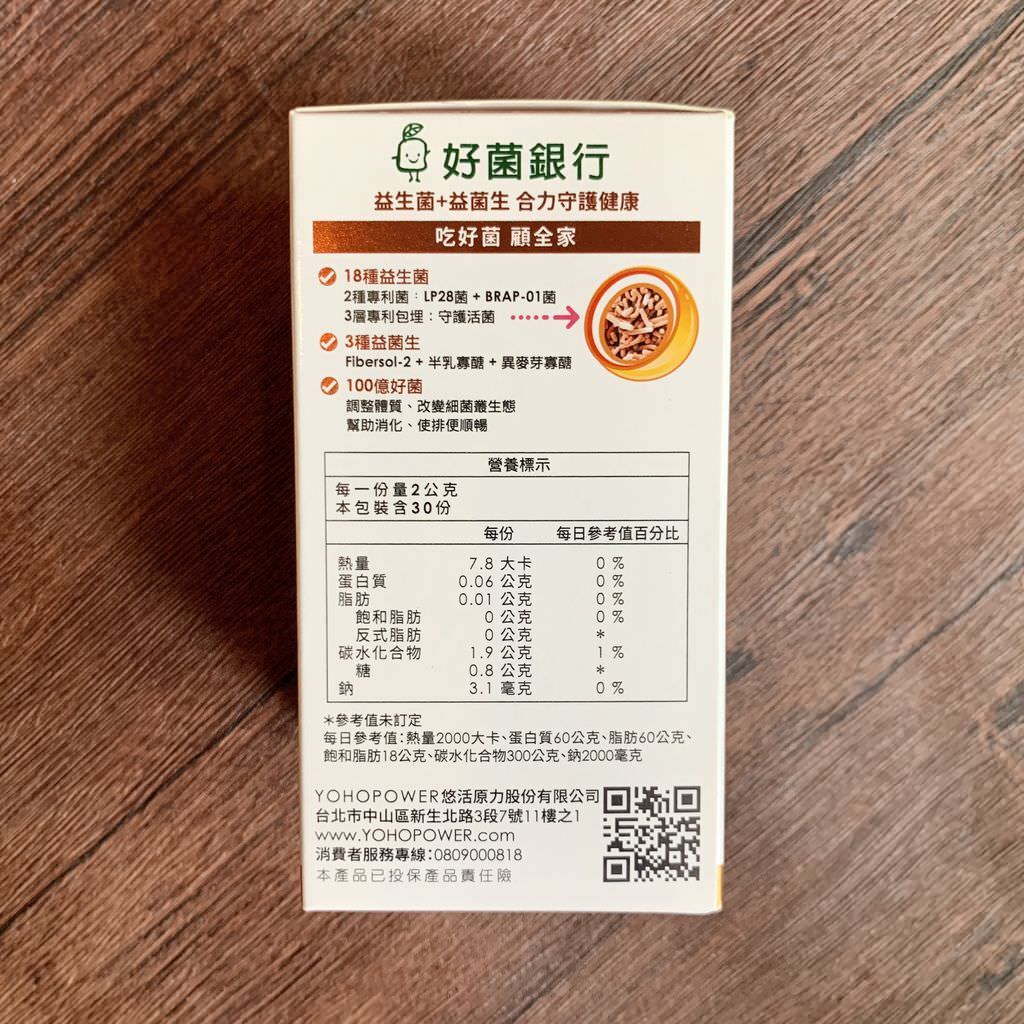 好菌銀行
益生菌+益菌生 合力守護健康
吃好菌 顧全家
18種益生菌
2種專利菌：LP28菌 + BRAP-01菌
3層專利包埋：守護活菌
3種益菌生
Fibersol-2 + 半乳寡醣 + 異麥芽寡醣
100億好菌
調整體質、改變細菌叢生態
幫助消化、使排便順暢
營養標示
每一份量2公克
本包裝含30份
每份 每日參考值百分比
熱量 7.8 大卡 0 %
蛋白質 0.06 公克 0 %
脂肪 0.01 公克 0 %
飽和脂肪 0 公克 0 %
反式脂肪 0 公克 *
碳水化合物 1.9 公克 1 %
糖 0.8 公克 *
鈉 3.1 毫克 0 %
*參考值未訂定
每日參考值：熱量2000大卡、蛋白質60公克、脂肪60公克、
飽和脂肪18公克、碳水化合物300公克、鈉2000毫克
YOHOPOWER悠活原力股份有限公司
台北市中山區新生北路3段7號11樓之1
www.YOHOPOWER.com
消費者服務專線：0809000818
本產品已投保產品責任險